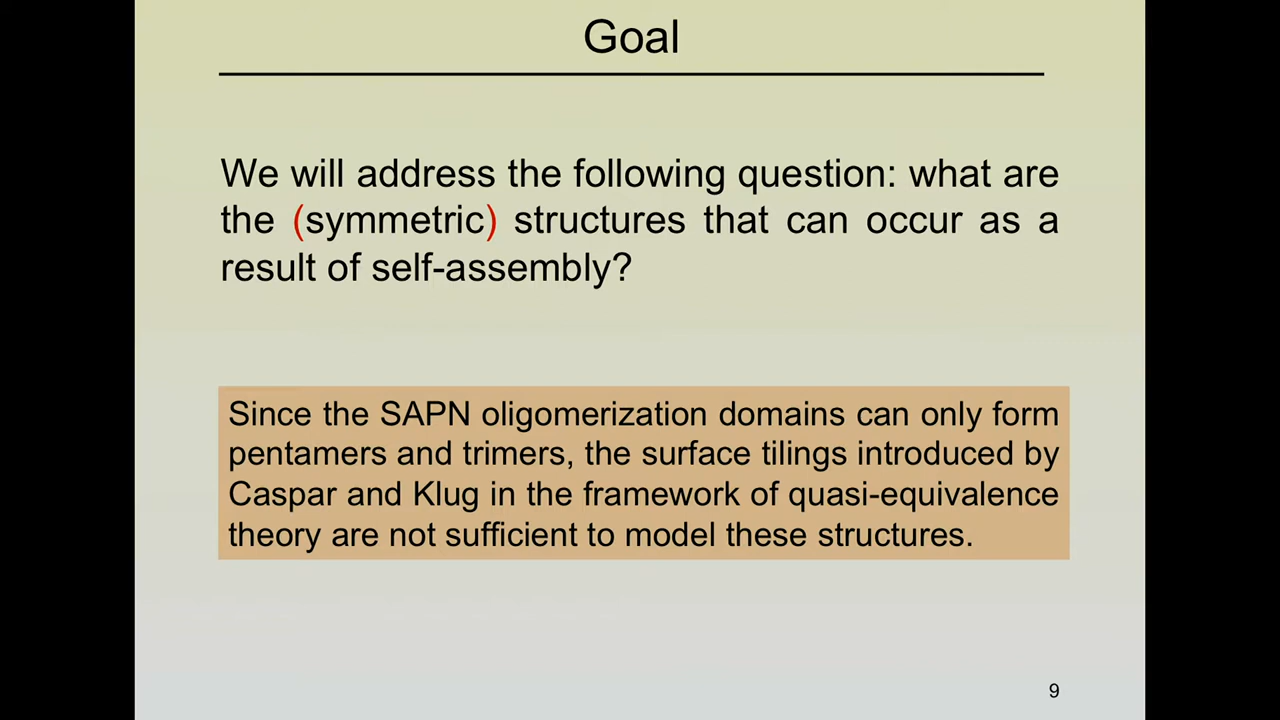 Goal
We will address the following question: what are
the (symmetric) structures that can occur as a
result of self-assembly?
Since the SAPN oligomerization domains can only form
pentamers and trimers, the surface tilings introduced by
Caspar and Klug in the framework of quasi-equivalence
theory are not sufficient to model these structures.
9